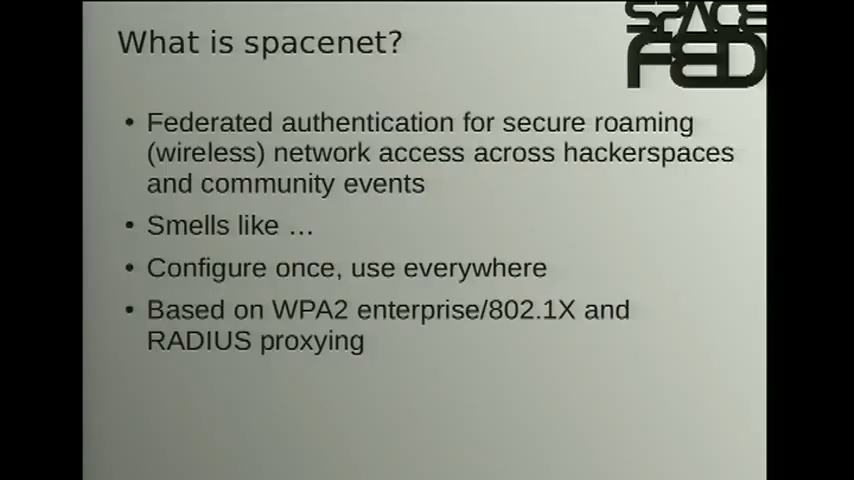 What is spacenet?
SPACE
FED
• Federated authentication for secure roaming
(wireless) network access across hackerspaces
and community events
• Smells like …
• Configure once, use everywhere
• Based on WPA2 enterprise/802.1X and
RADIUS proxying